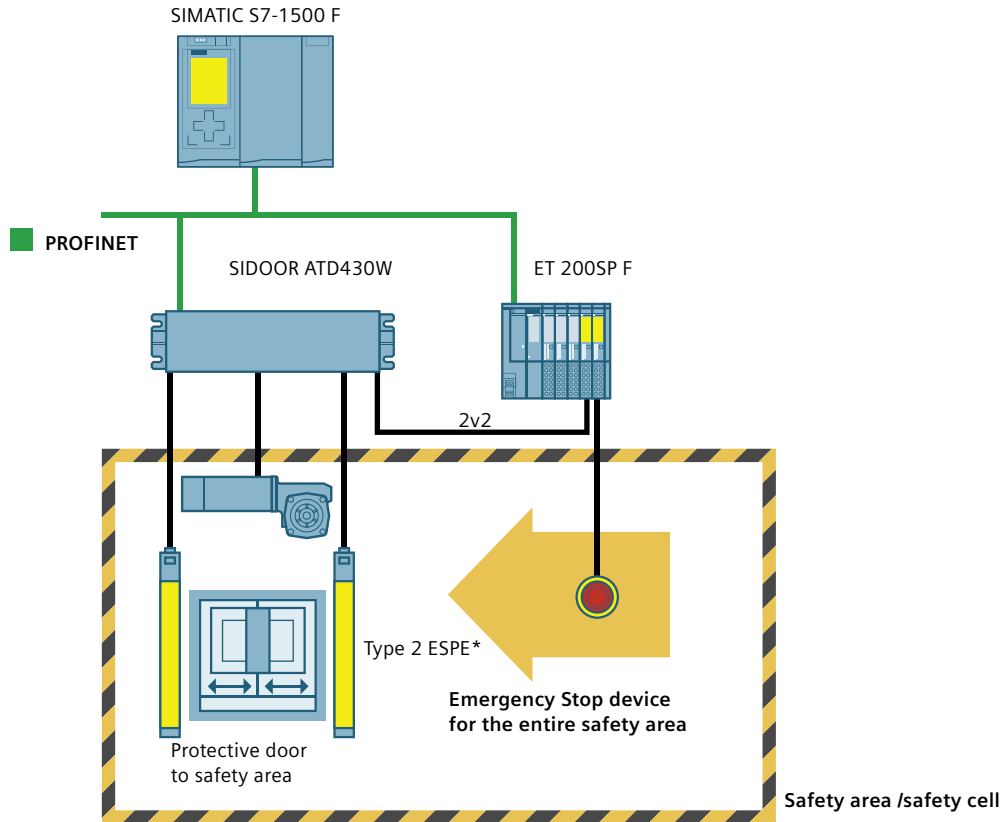 SIMATIC S7-1500 F
PROFINET
SIDOOR ATD430W
ET 200SP F
2v2
Type 2 ESPE*
Emergency Stop device
for the entire safety area
Protective door
to safety area
Safety area /safety cell